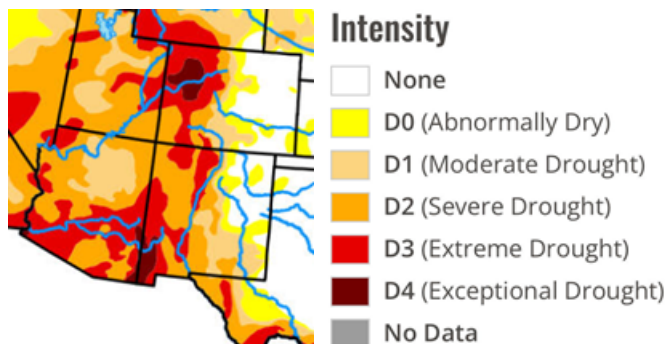 Intensity
None
D0 (Abnormally Dry)
D1 (Moderate Drought)
D2 (Severe Drought)
D3 (Extreme Drought)
D4 (Exceptional Drought)
No Data